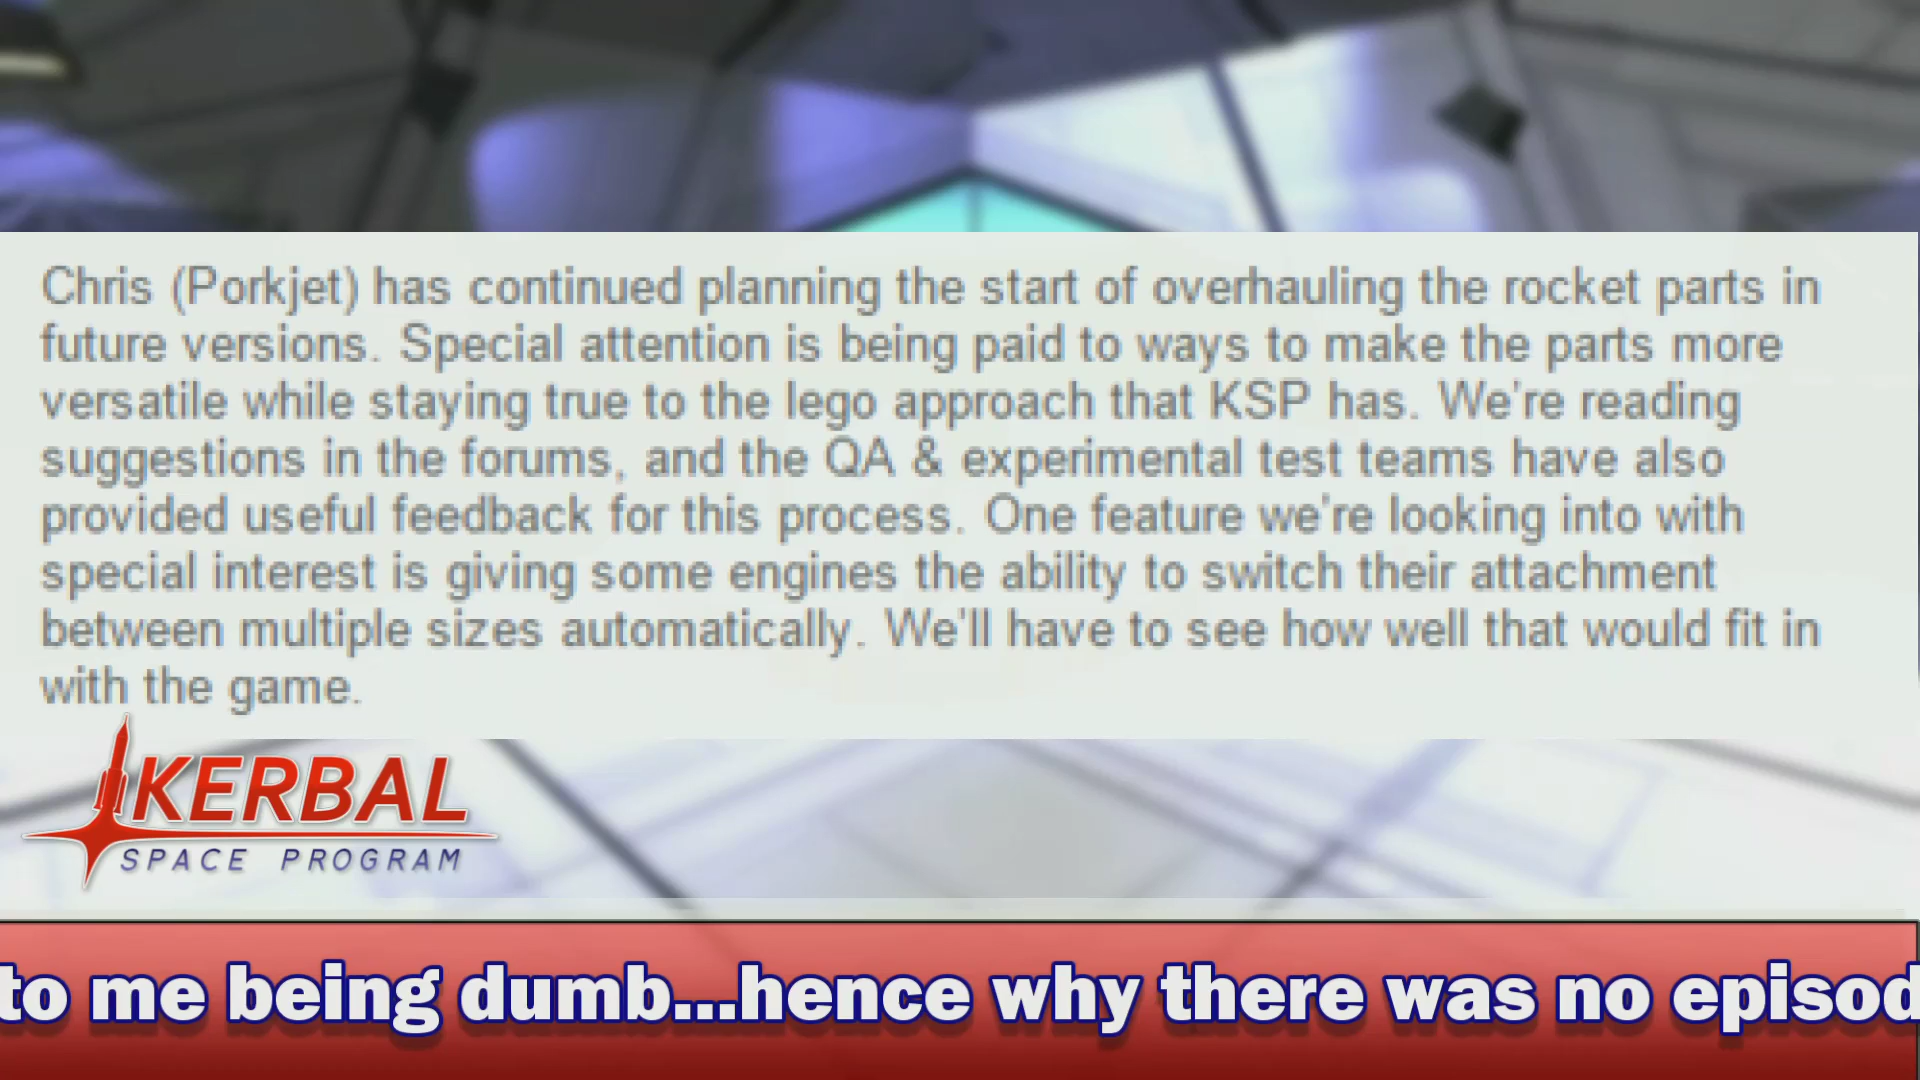 Chris (Porkjet) has continued planning the start of overhauling the rocket parts in
future versions. Special attention is being paid to ways to make the parts more
versatile while staying true to the lego approach that KSP has. We're reading
suggestions in the forums, and the QA & experimental test teams have also
provided useful feedback for this process. One feature we're looking into with
special interest is giving some engines the ability to switch their attachment
between multiple sizes automatically. We'll have to see how well that would fit in
with the game.
KERBAL
SPACE PROGRAM
to me being dumb...hence why there was no episod